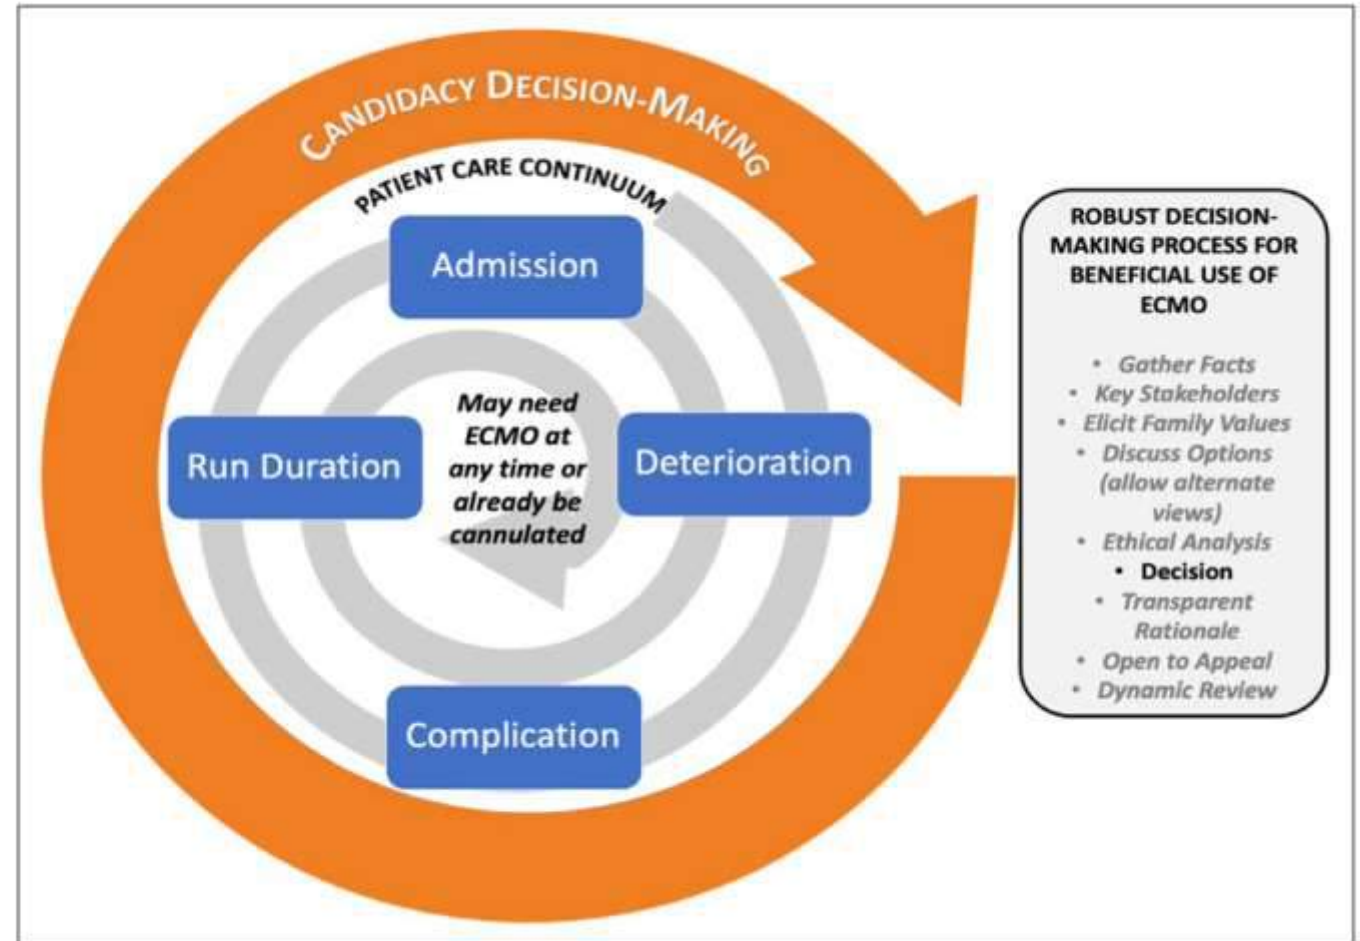 CANDIDACY DECISION-MAKING
PATIENT CARE CONTINUUM
Admission
May need
ECMO at
any time or
already be
cannulated
Run Duration
Deterioration
Complication
ROBUST DECISION-
MAKING PROCESS FOR
BENEFICIAL USE OF
ECMO
• Gather Facts
• Key Stakeholders
• Elicit Family Values
• Discuss Options
(allow alternate
views)
• Ethical Analysis
• Decision
• Transparent
Rationale
• Open to Appeal
• Dynamic Review